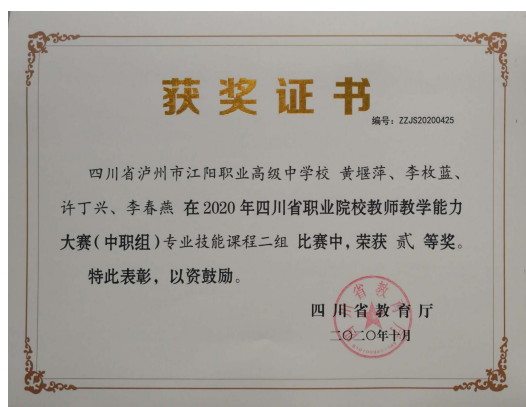 获奖证书
编号：ZZJS20200425
四川省泸州市江阳职业高级中学校 黄堰萍、李枚蓝、
许丁兴、李春燕 在2020年四川省职业院校教师教学能力
大赛（中职组）专业技能课程二组 比赛中，荣获 贰 等奖。
特此表彰，以资鼓励。
四川省教育厅
二〇二〇年十月